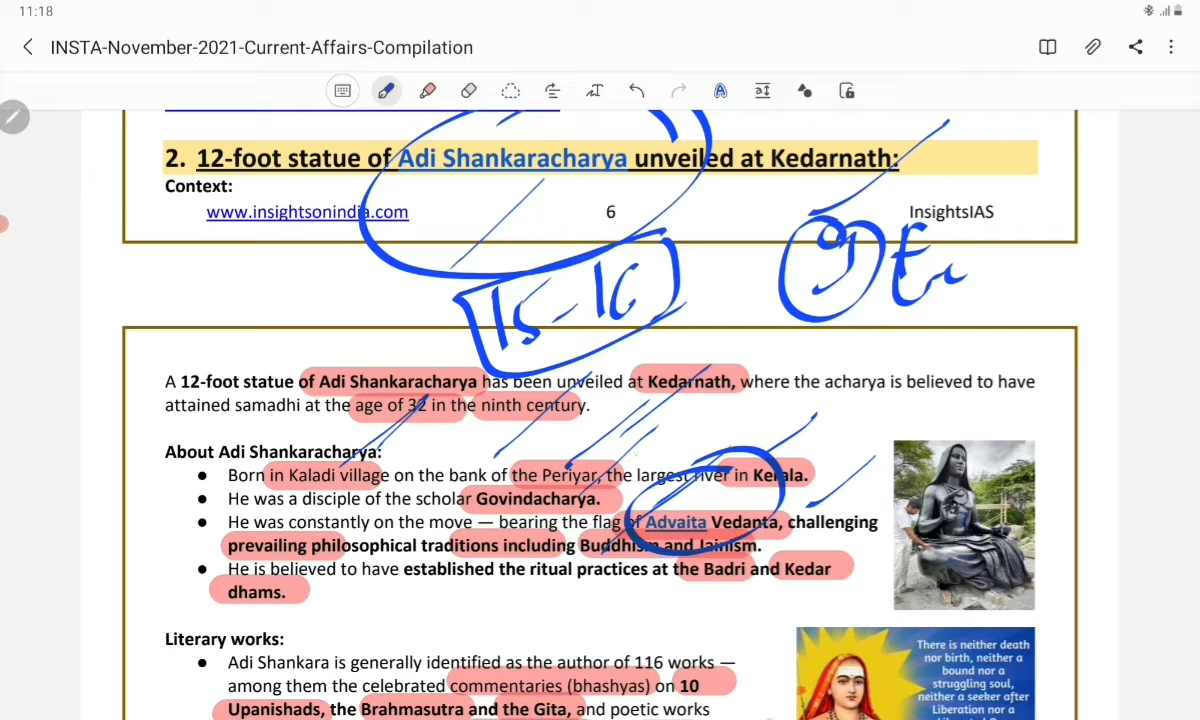 11:18
INSTA-November-2021-Current-Affairs-Compilation
2. 12-foot statue of Adi Shankaracharya unveiled at Kedarnath:
Context:
www.insightsonindia.com 6 InsightsIAS
9
15-16
A 12-foot statue of Adi Shankaracharya has been unveiled at Kedarnath, where the acharya is believed to have
attained samadhi at the age of 32 in the ninth century.
About Adi Shankaracharya:
● Born in Kaladi village on the bank of the Periyar, the largest river in Kerala.
● He was a disciple of the scholar Govindacharya.
● He was constantly on the move — bearing the flag of Advaita Vedanta, challenging
prevailing philosophical traditions including Buddhism and Jainism.
● He is believed to have established the ritual practices at the Badri and Kedar
dhams.
Literary works:
● Adi Shankara is generally identified as the author of 116 works —
among them the celebrated commentaries (bhashyas) on 10
Upanishads, the Brahmasutra and the Gita, and poetic works
There is neither death
nor birth, neither a
bound nor a
struggling soul,
neither a seeker after
Liberation nor a